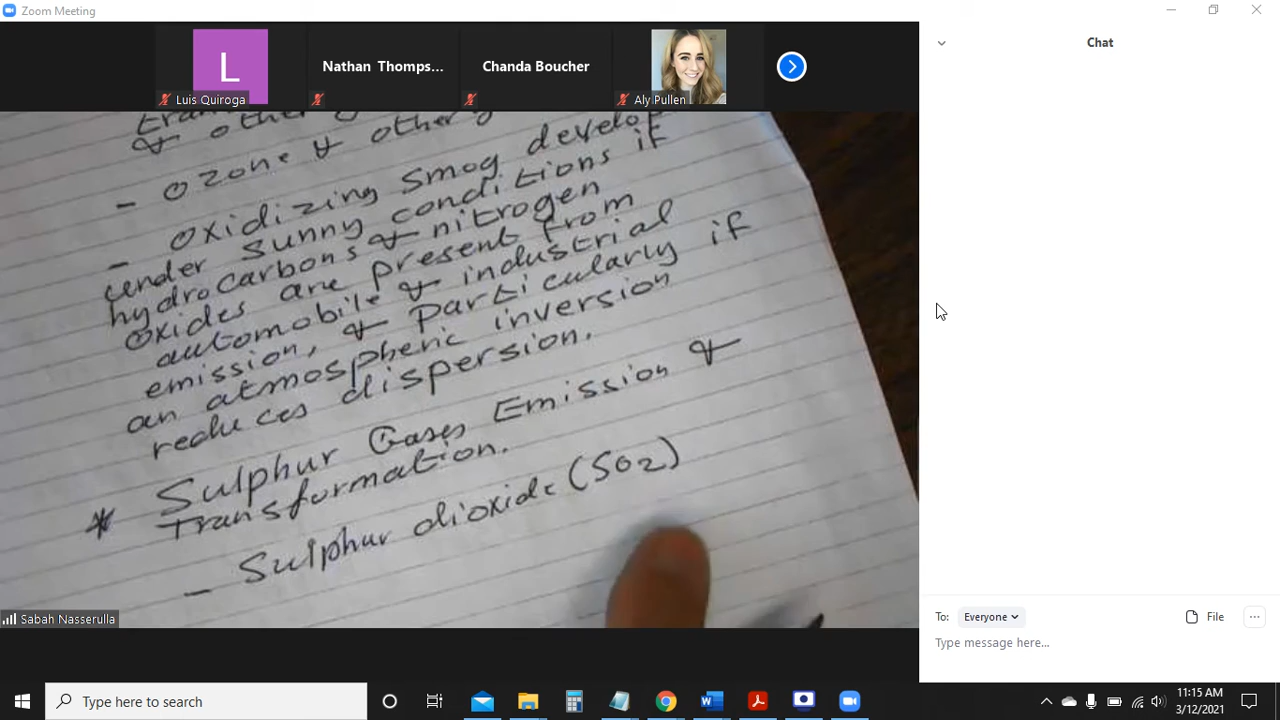 Zoom Meeting
L
Luis Quiroga
Nathan Thomps...
Chanda Boucher
Aly Pullen
Chat
& other
- Ozone & other
- Oxidizing smog develop
under sunny conditions if
hydrocarbons & nitrogen
oxides are present from
automobile & industrial
emission, & Particularly if
an atmospheric inversion
reduces dispersion.
* Sulphur Gases Emission &
Transformation.
- Sulphur dioxide (SO2)
Sabah Nasserulla
To: Everyone
File
...
Type message here...
Type here to search
11:15 AM
3/12/2021